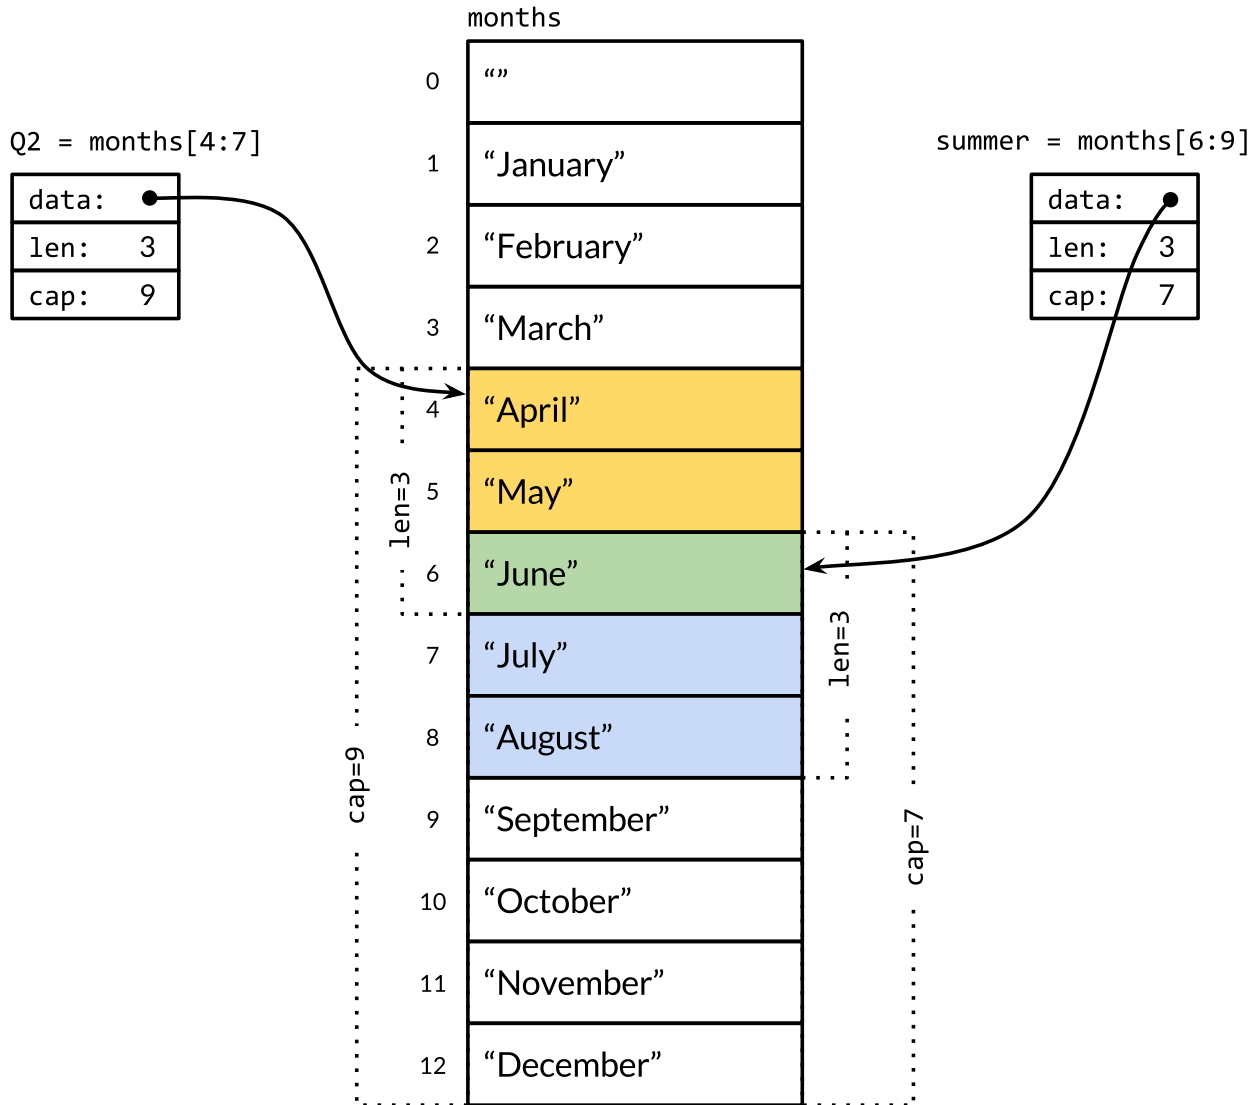 months
0 “”
Q2 = months[4:7]
data:
len: 3
cap: 9
summer = months[6:9]
data:
len: 3
cap: 7
1 “January”
2 “February”
3 “March”
4 “April”
5 “May”
6 “June”
7 “July”
8 “August”
9 “September”
10 “October”
11 “November”
12 “December”
len=3
cap=9
len=3
cap=7